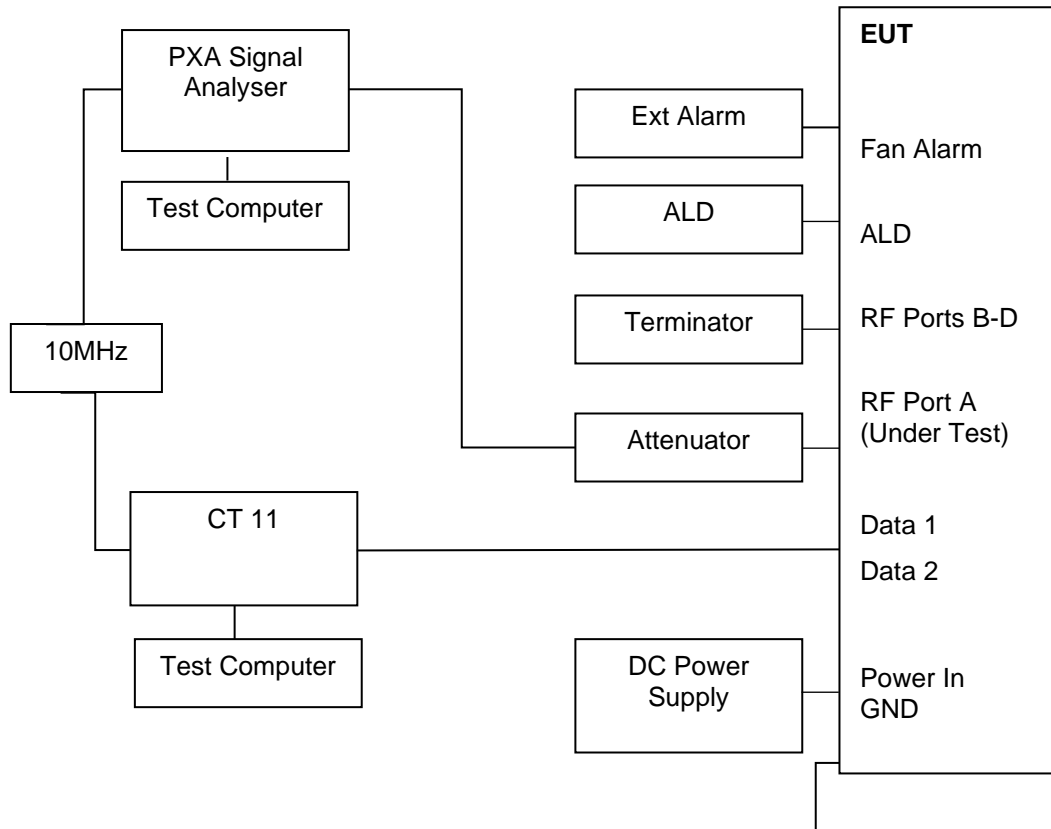 PXA Signal
Analyser
Test Computer
10MHz
CT 11
Test Computer
Ext Alarm
ALD
Terminator
Attenuator
DC Power
Supply
EUT
Fan Alarm
ALD
RF Ports B-D
RF Port A
(Under Test)
Data 1
Data 2
Power In
GND